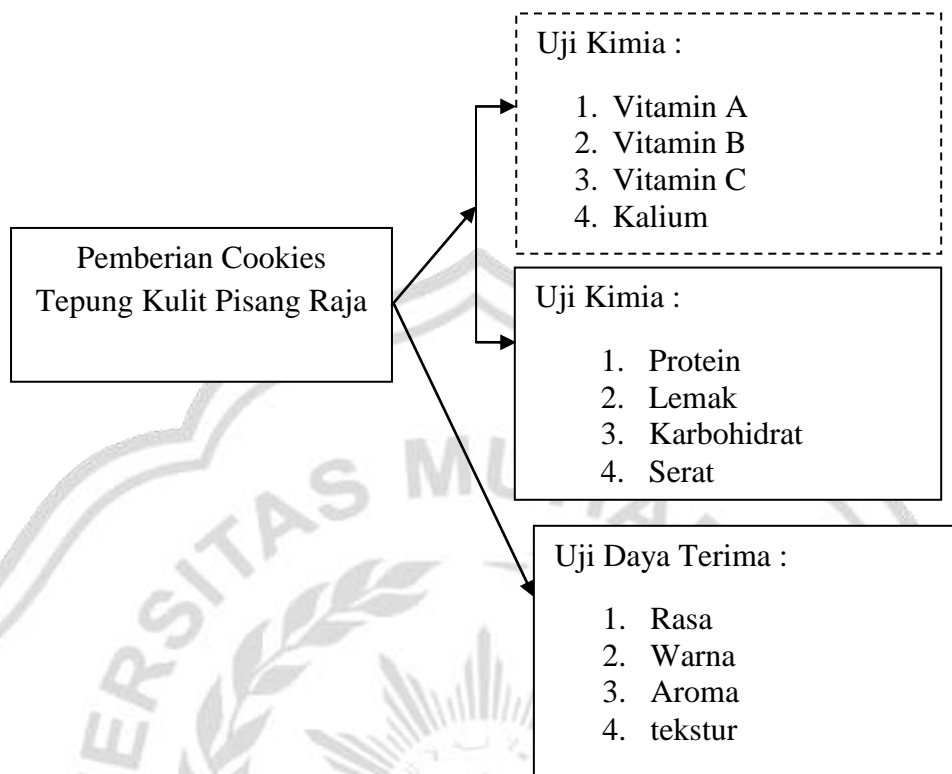 Uji Kimia :
1. Vitamin A
2. Vitamin B
3. Vitamin C
4. Kalium
Pemberian Cookies
Tepung Kulit Pisang Raja
Uji Kimia :
1. Protein
2. Lemak
3. Karbohidrat
4. Serat
Uji Daya Terima :
1. Rasa
2. Warna
3. Aroma
4. tekstur